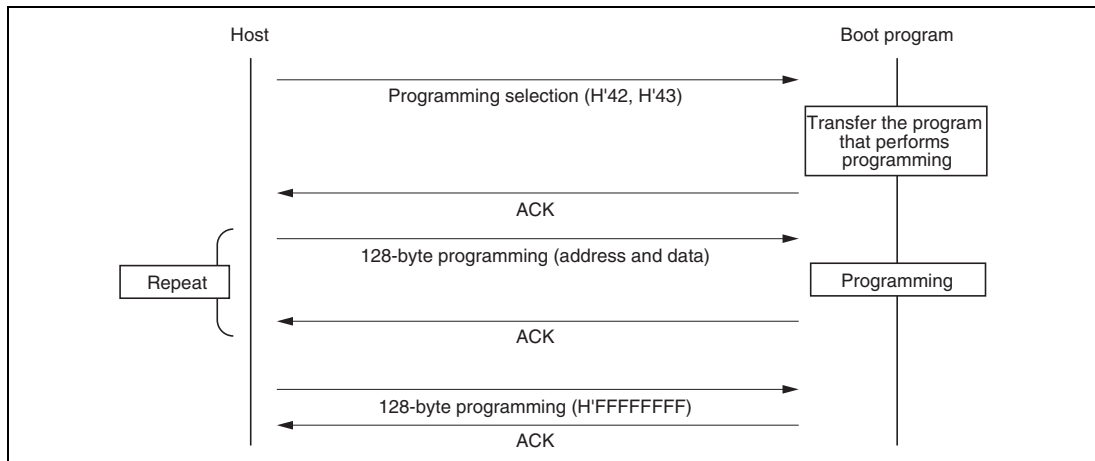 Host
Boot program
Programming selection (H'42, H'43)
Transfer the program
that performs
programming
ACK
128-byte programming (address and data)
Repeat
Programming
ACK
128-byte programming (H'FFFFFFFF)
ACK